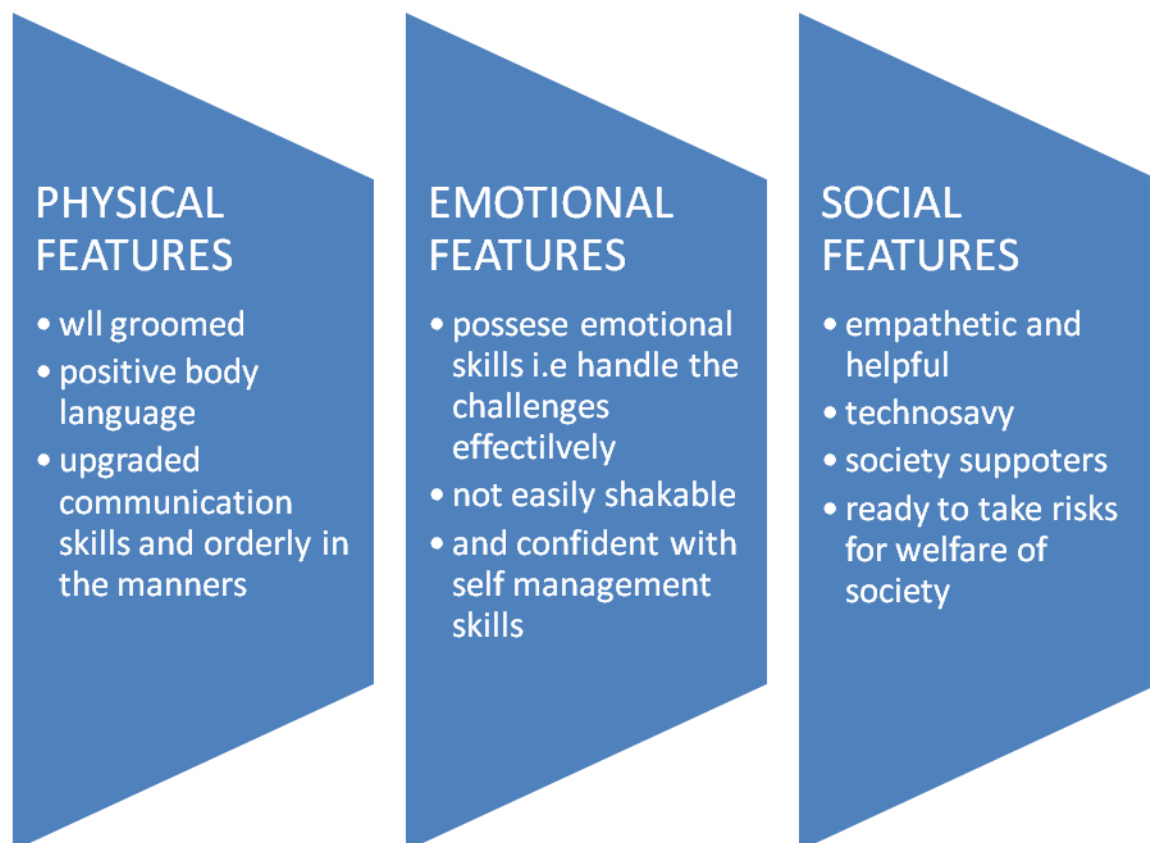 PHYSICAL
FEATURES
• wll groomed
• positive body
language
• upgraded
communication
skills and orderly in
the manners
EMOTIONAL
FEATURES
• possese emotional
skills i.e handle the
challenges
effectilvely
• not easily shakable
• and confident with
self management
skills
SOCIAL
FEATURES
• empathetic and
helpful
• technosavy
• society suppoters
• ready to take risks
for welfare of
society